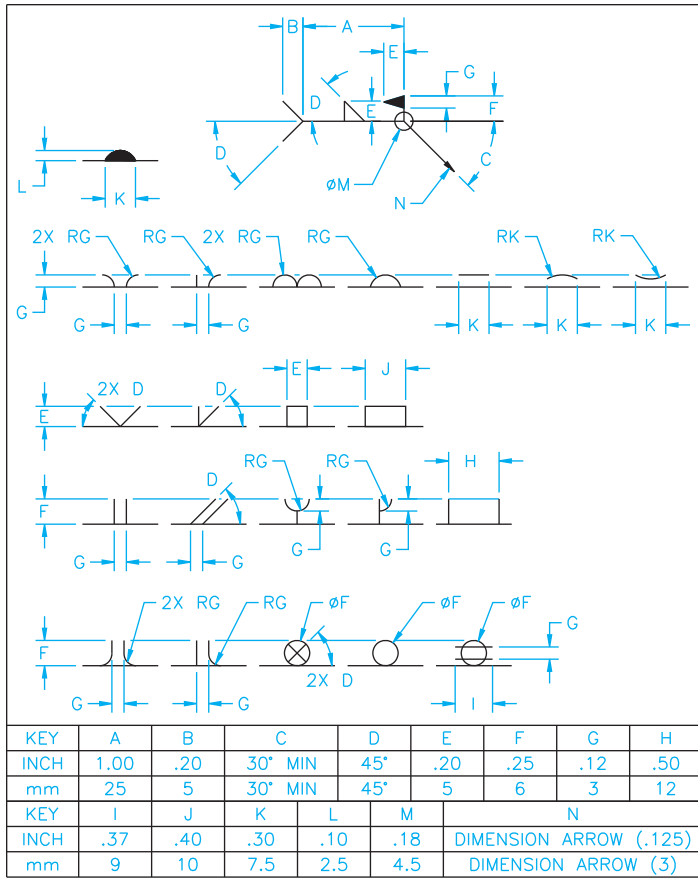 B A
E
G
D
E
F
D
L
K
øM
N
C
2X RG RG 2X RG RG RK RK
G
G G K K K
E J
2X D D
E
RG RG D H
F
G G G G
2X RG RG øF øF øF
F
G
G G 2X D I
KEY A B C D E F G H
INCH 1.00 .20 30° MIN 45° .20 .25 .12 .50
mm 25 5 30° MIN 45° 5 6 3 12
KEY I J K L M N
INCH .37 .40 .30 .10 .18 DIMENSION ARROW (.125)
mm 9 10 7.5 2.5 4.5 DIMENSION ARROW (3)